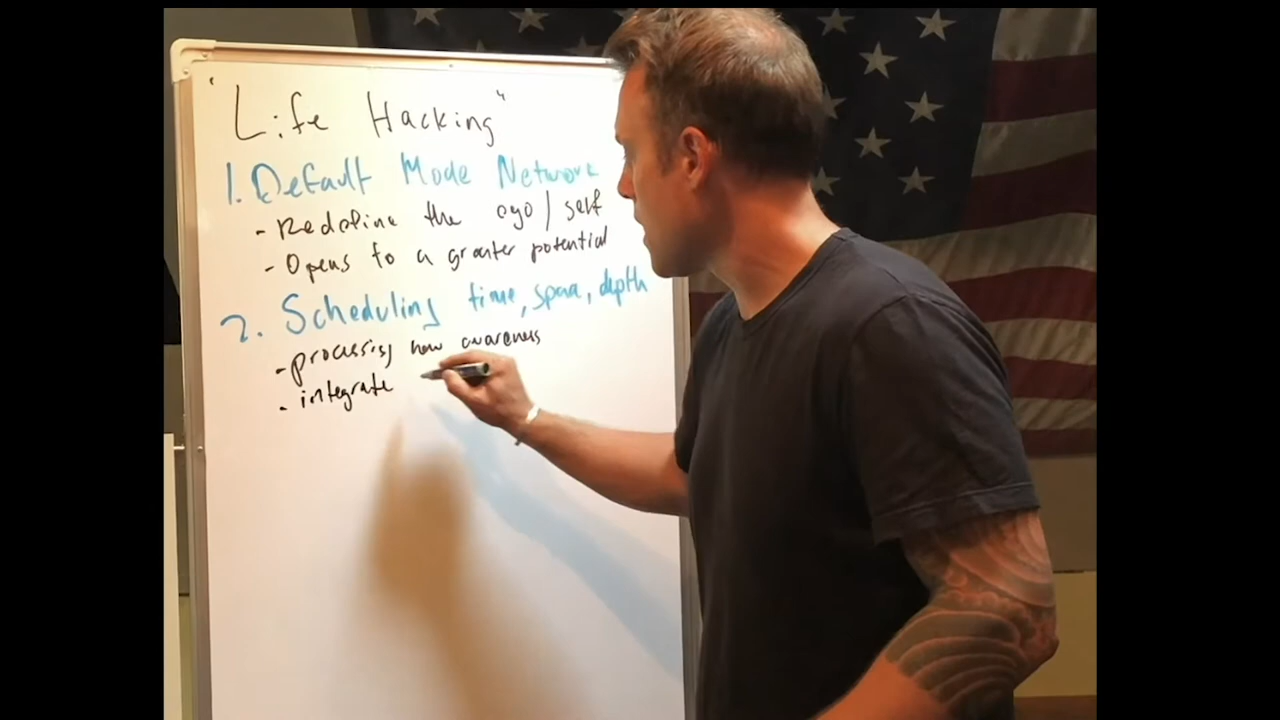 "Life Hacking"
1. Default Mode Network
- Redefine the ego/self
- Opens to a greater potential
2. Scheduling time, space, depth
- processing new awareness
- integrate